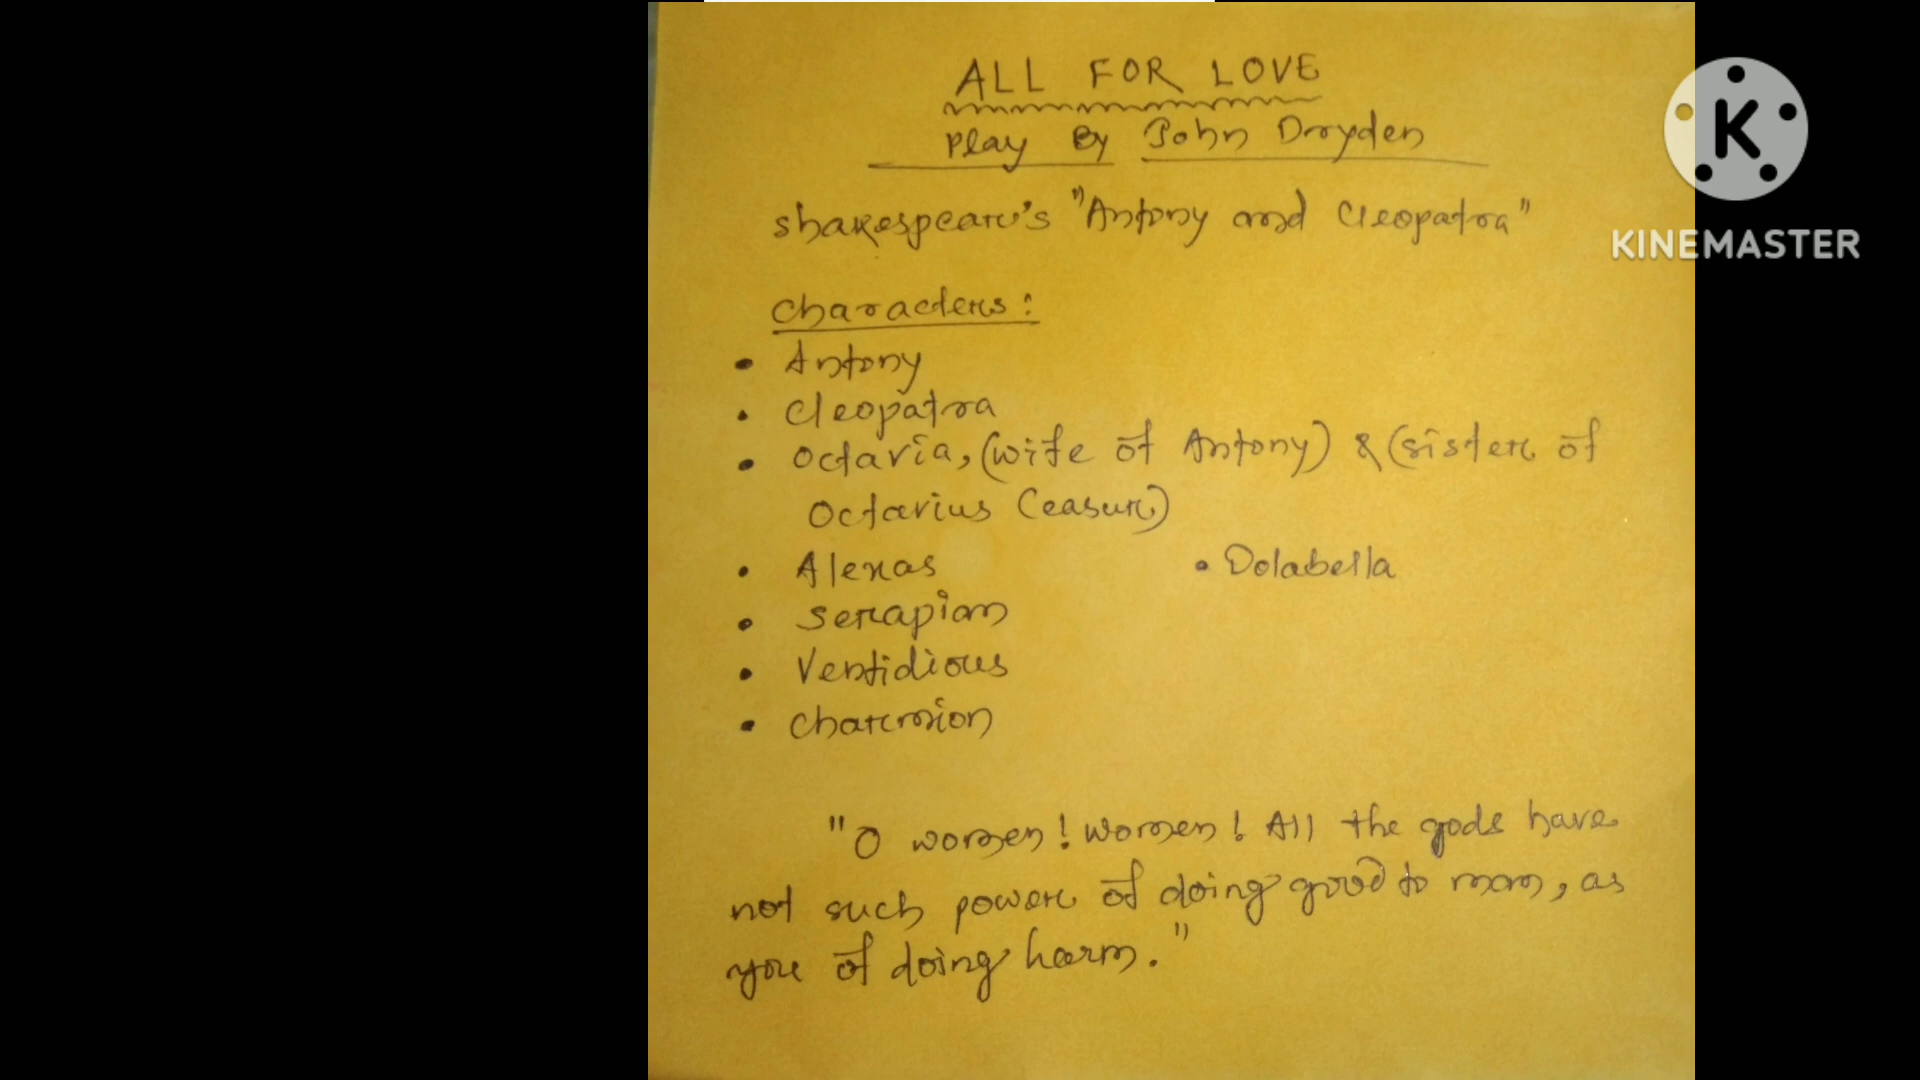 ALL FOR LOVE
Play By John Dryden
Shakespeare's "Antony and Cleopatra"
Characters:
• Antony
• Cleopatra
• Octavia, (wife of Antony) & (sister of
Octavius Ceasure)
• Alexas
• Dolabella
• Serapian
• Ventidious
• Charmion
"O women! Women! All the gods have
not such power of doing good to man, as
you of doing harm."
K
KINEMASTER